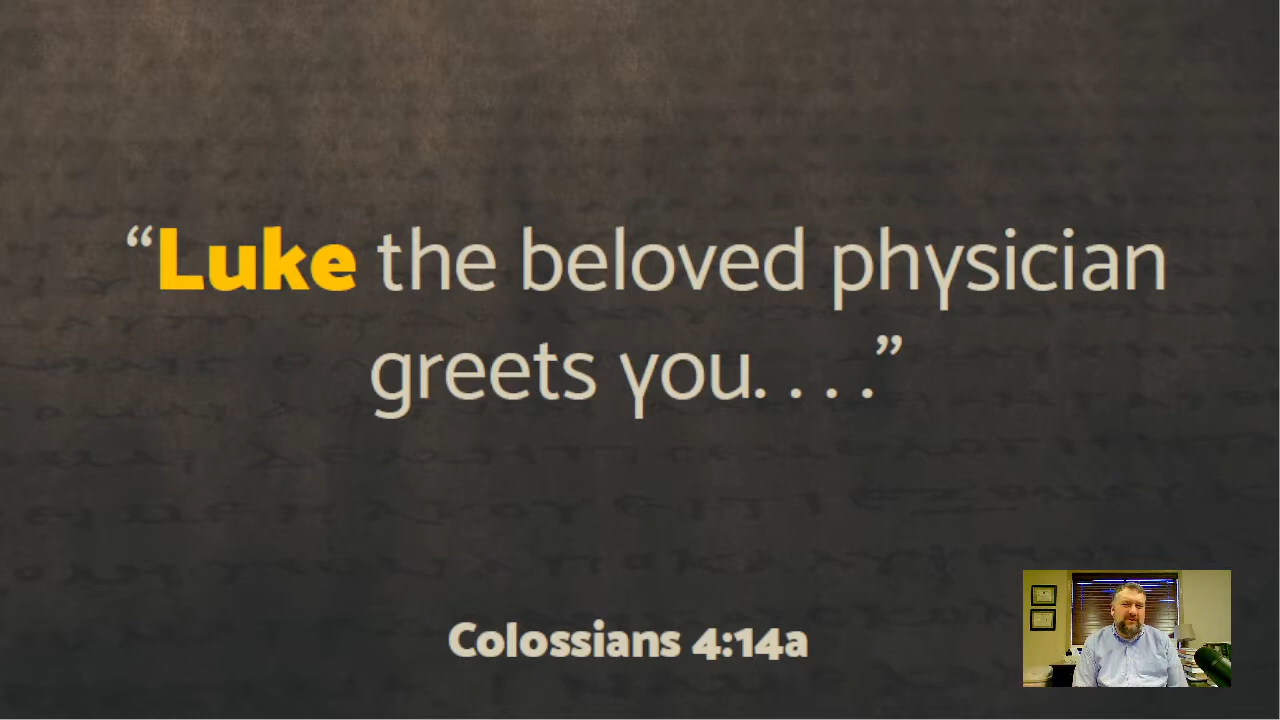 “Luke the beloved physician
greets you. . . .”
Colossians 4:14a